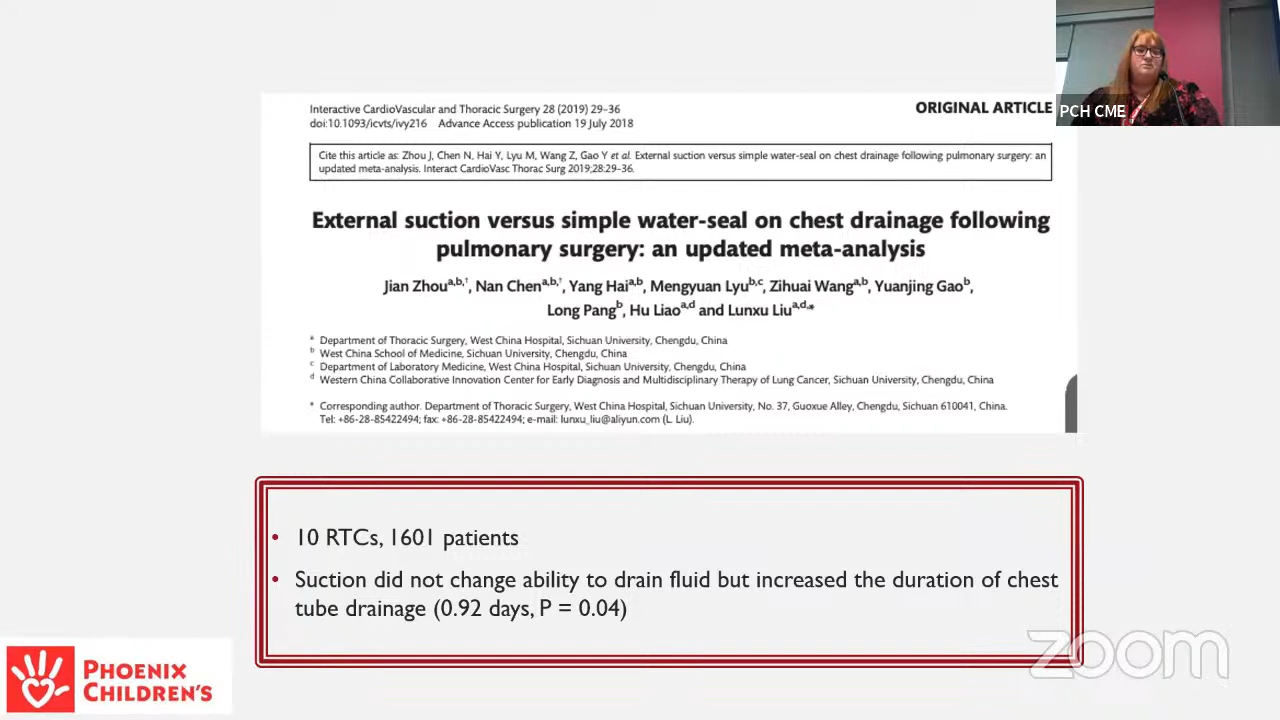 PCH CME
Interactive CardioVascular and Thoracic Surgery 28 (2019) 29–36
doi:10.1093/icvts/ivy216 Advance Access publication 19 July 2018
ORIGINAL ARTICLE
Cite this article as: Zhou J, Chen N, Hai Y, Lyu M, Wang Z, Gao Y et al. External suction versus simple water-seal on chest drainage following pulmonary surgery: an
updated meta-analysis. Interact CardioVasc Thorac Surg 2019;28:29–36.
External suction versus simple water-seal on chest drainage following
pulmonary surgery: an updated meta-analysis
Jian Zhou a,b,†, Nan Chen a,b,†, Yang Hai a,b, Mengyuan Lyu b,c, Zihuai Wang a,b, Yuanjing Gao b,
Long Pang b, Hu Liao a,d and Lunxu Liu a,d,*
a Department of Thoracic Surgery, West China Hospital, Sichuan University, Chengdu, China
b West China School of Medicine, Sichuan University, Chengdu, China
c Department of Laboratory Medicine, West China Hospital, Sichuan University, Chengdu, China
d Western China Collaborative Innovation Center for Early Diagnosis and Multidisciplinary Therapy of Lung Cancer, Sichuan University, Chengdu, China
* Corresponding author. Department of Thoracic Surgery, West China Hospital, Sichuan University, No. 37, Guoxue Alley, Chengdu, Sichuan 610041, China.
Tel: +86-28-85422494; fax: +86-28-85422494; e-mail: lunxu_liu@aliyun.com (L. Liu).
• 10 RTCs, 1601 patients
• Suction did not change ability to drain fluid but increased the duration of chest
tube drainage (0.92 days, P = 0.04)
zoom
PHOENIX
CHILDREN'S